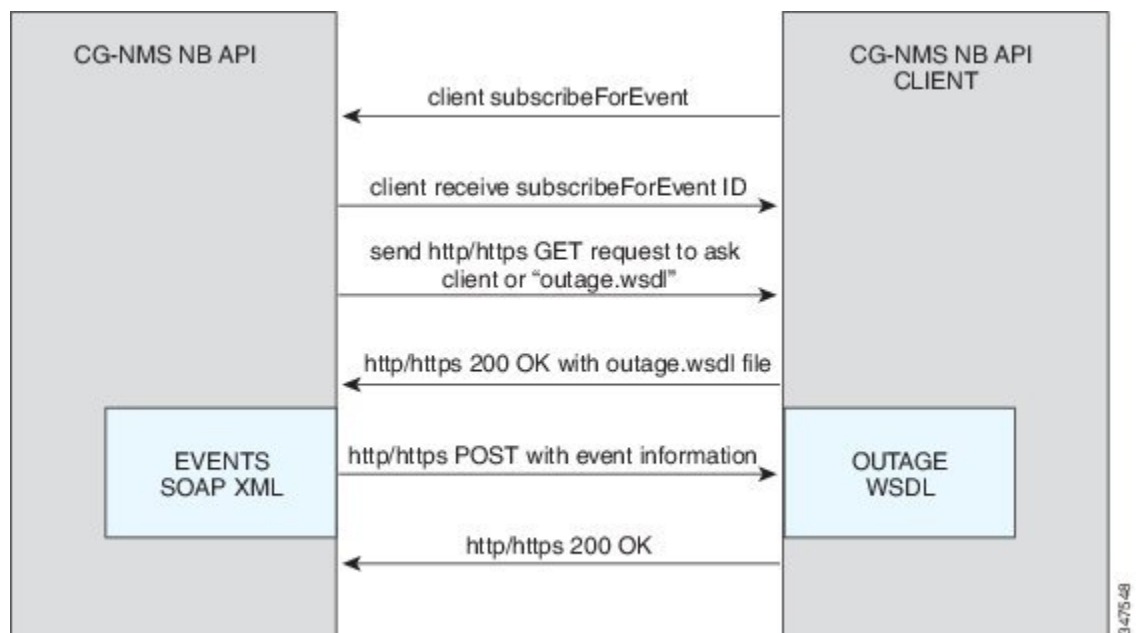 CG-NMS NB API
CG-NMS NB API
CLIENT
client subscribeForEvent
client receive subscribeForEvent ID
send http/https GET request to ask
client or “outage.wsdl”
http/https 200 OK with outage.wsdl file
EVENTS
SOAP XML
http/https POST with event information
OUTAGE
WSDL
http/https 200 OK
347548